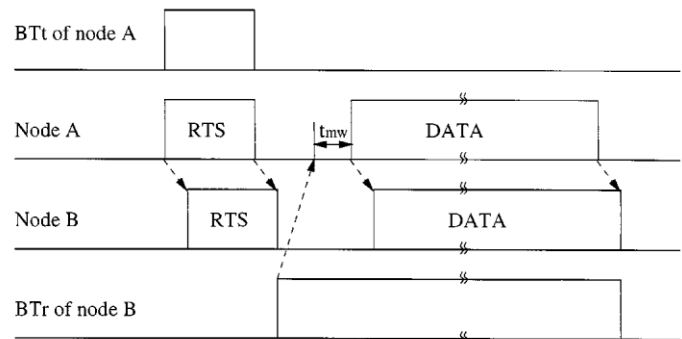 BTt of node A
Node A
RTS
tmw
DATA
Node B
RTS
DATA
BTr of node B